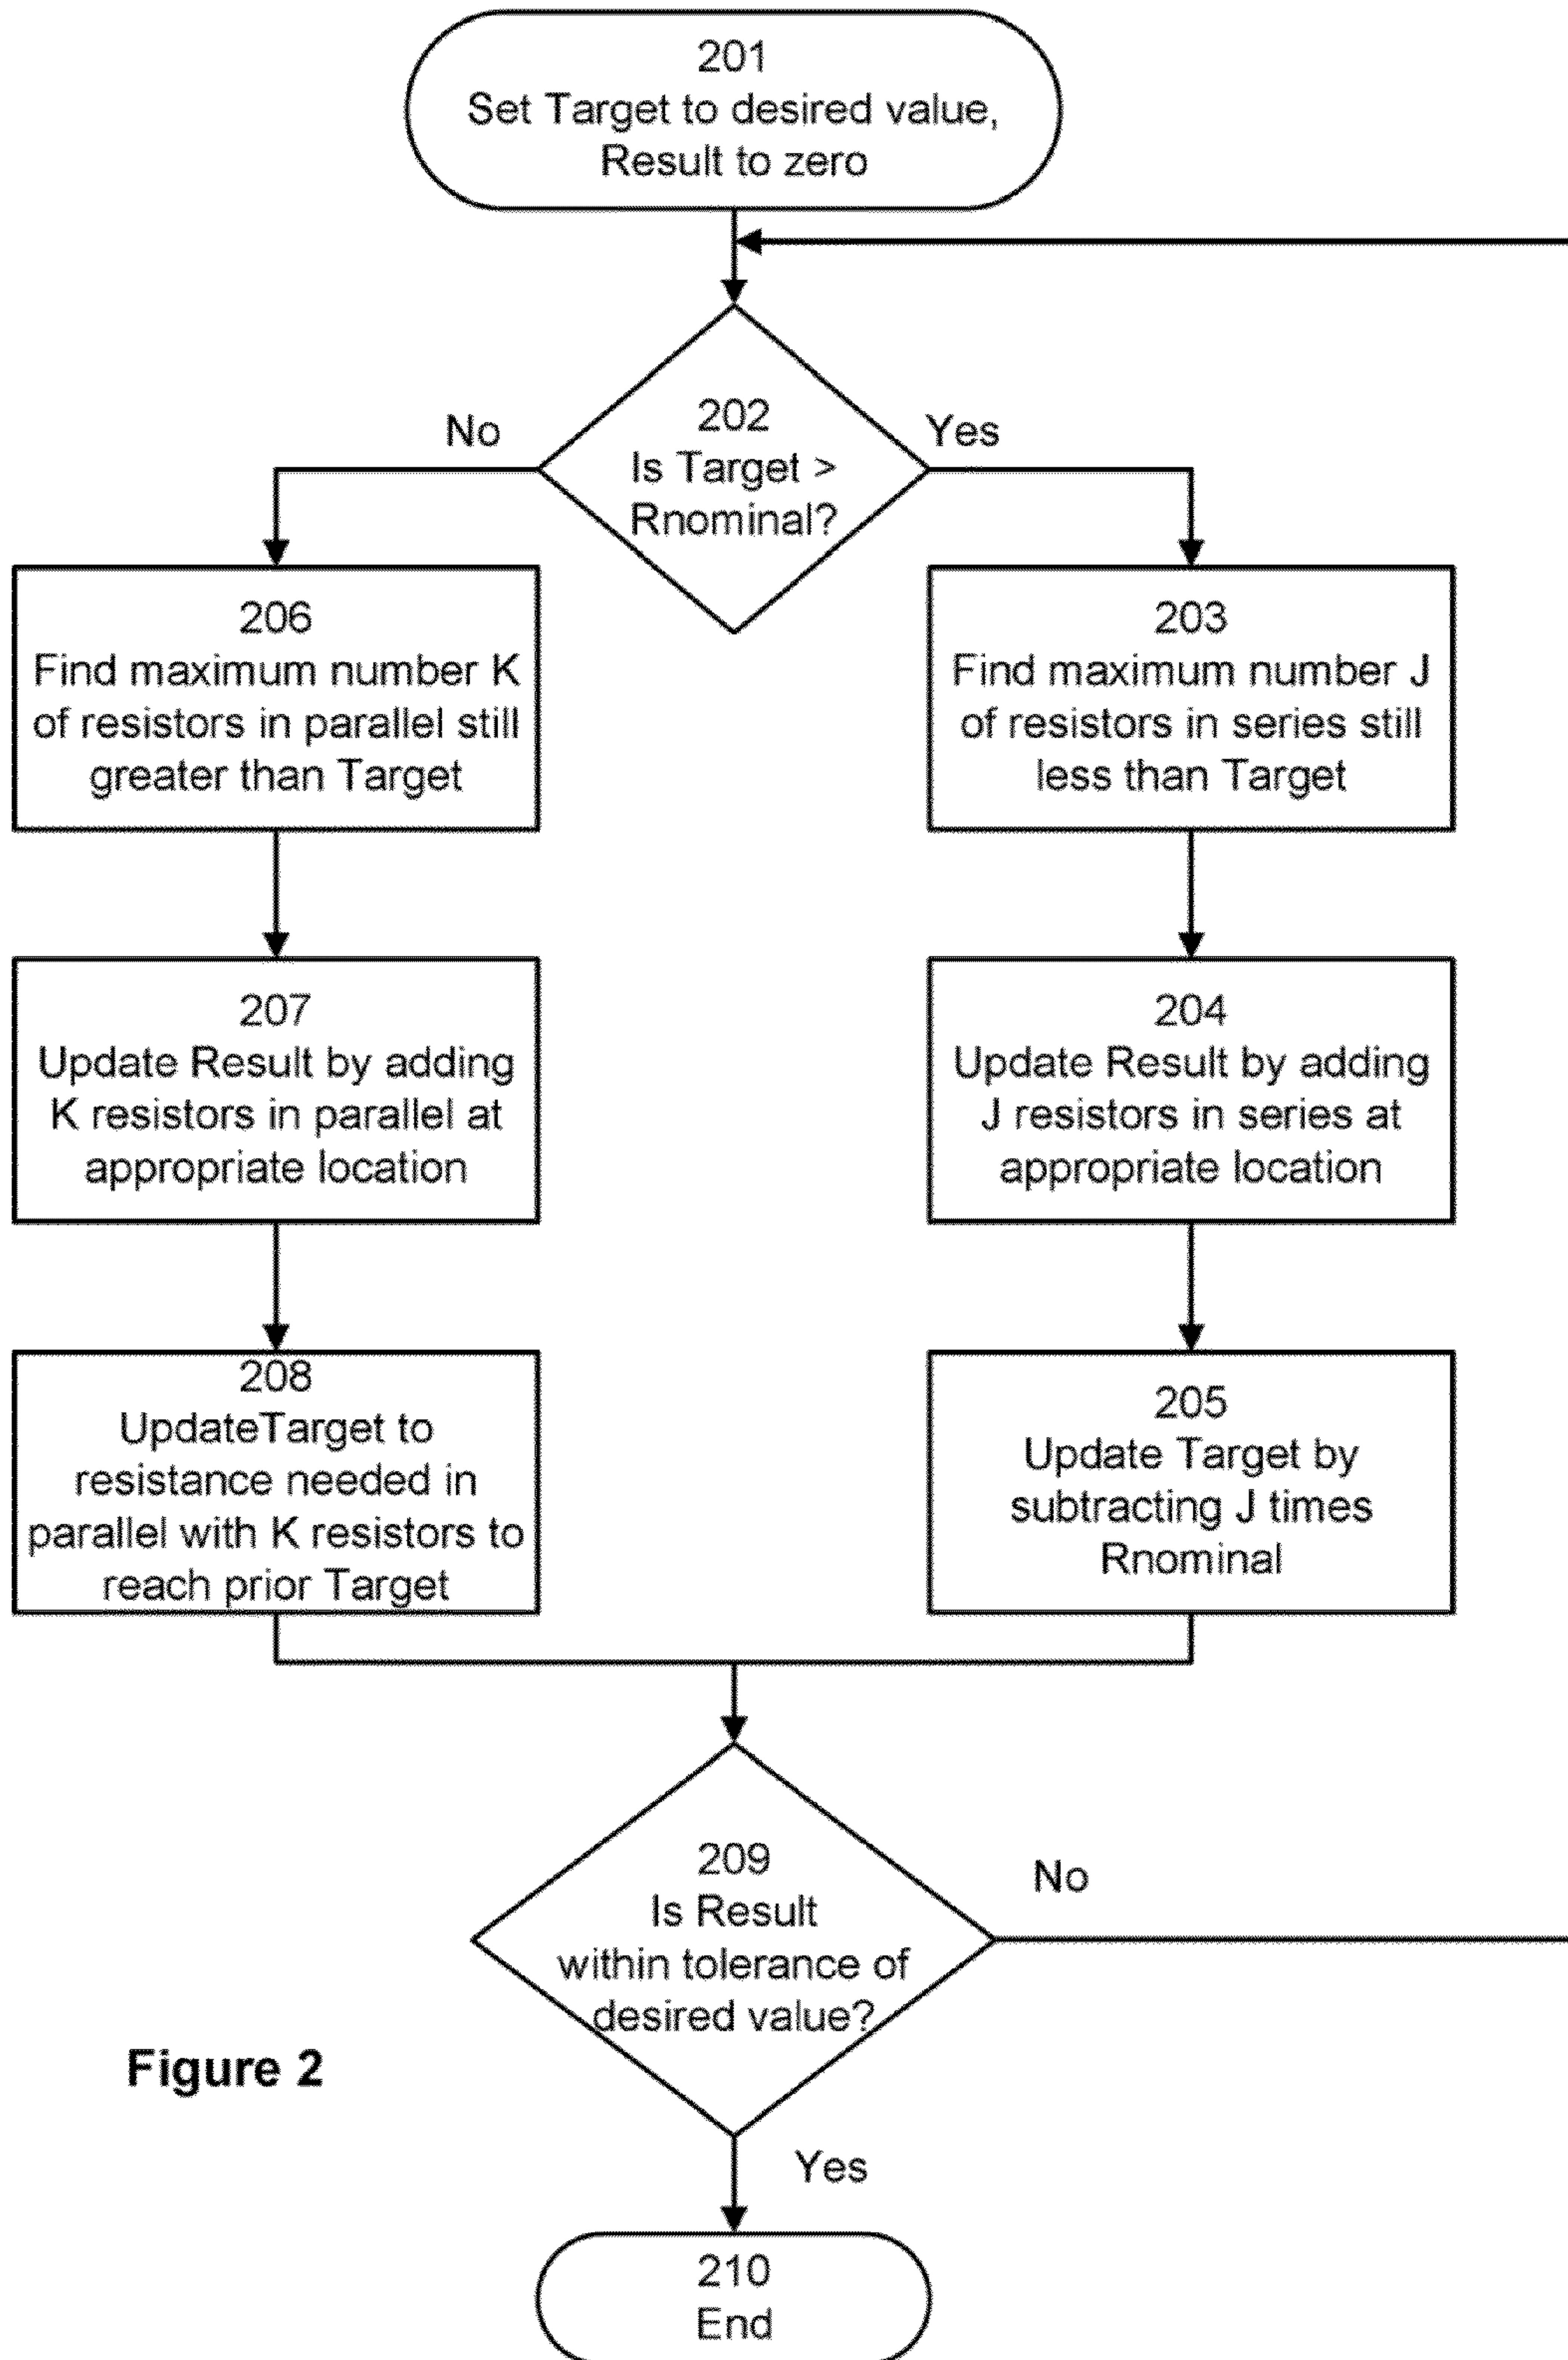 201
Set Target to desired value,
Result to zero
No
Yes
202
Is Target >
Rnominal?
206
Find maximum number K
of resistors in parallel still
greater than Target
203
Find maximum number J
of resistors in series still
less than Target
207
Update Result by adding
K resistors in parallel at
appropriate location
204
Update Result by adding
J resistors in series at
appropriate location
208
UpdateTarget to
resistance needed in
parallel with K resistors to
reach prior Target
205
Update Target by
subtracting J times
Rnominal
209
Is Result
within tolerance of
desired value?
No
Figure 2
Yes
210
End